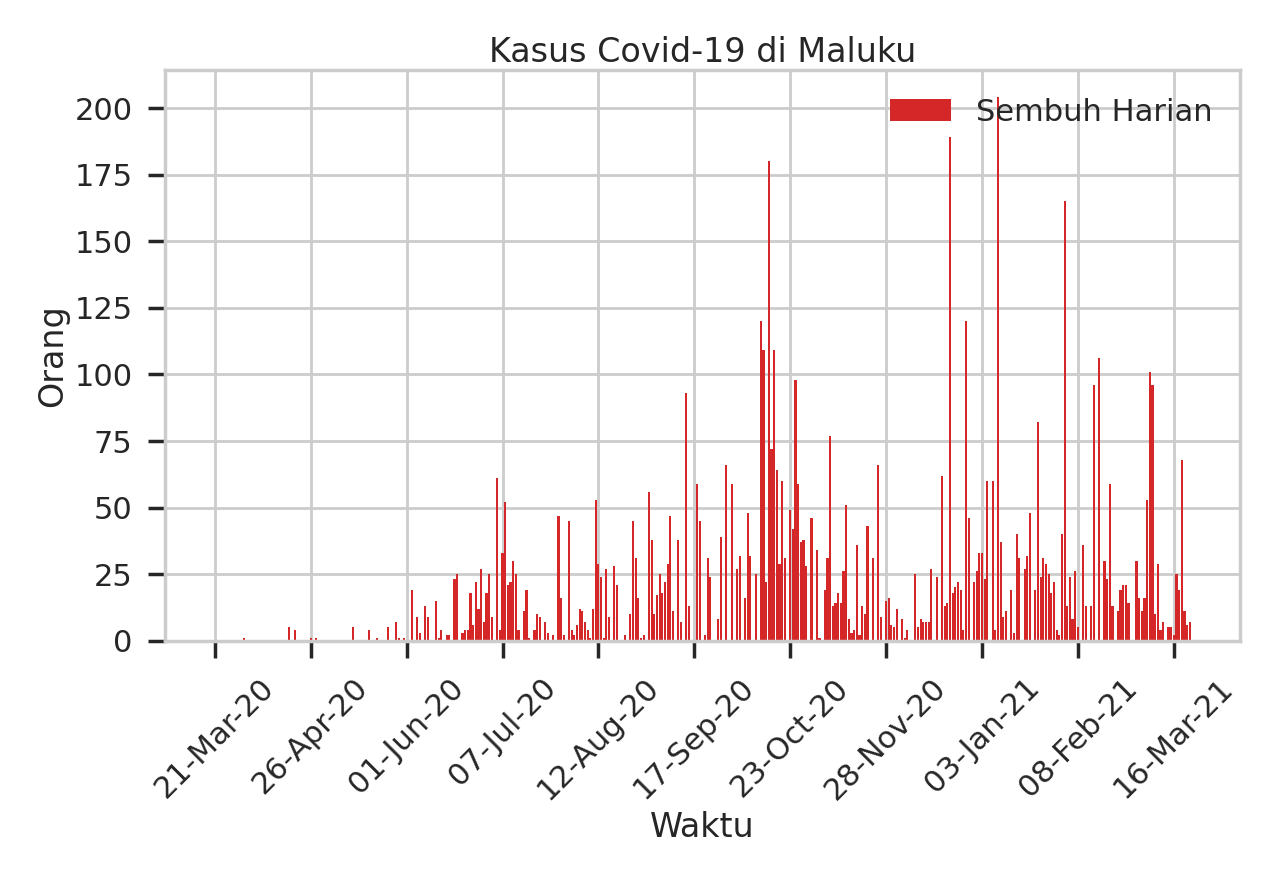 Kasus Covid-19 di Maluku
Sembuh Harian
Orang
200
175
150
125
100
75
50
25
0
21-Mar-20
26-Apr-20
01-Jun-20
07-Jul-20
12-Aug-20
17-Sep-20
23-Oct-20
28-Nov-20
03-Jan-21
08-Feb-21
16-Mar-21
Waktu